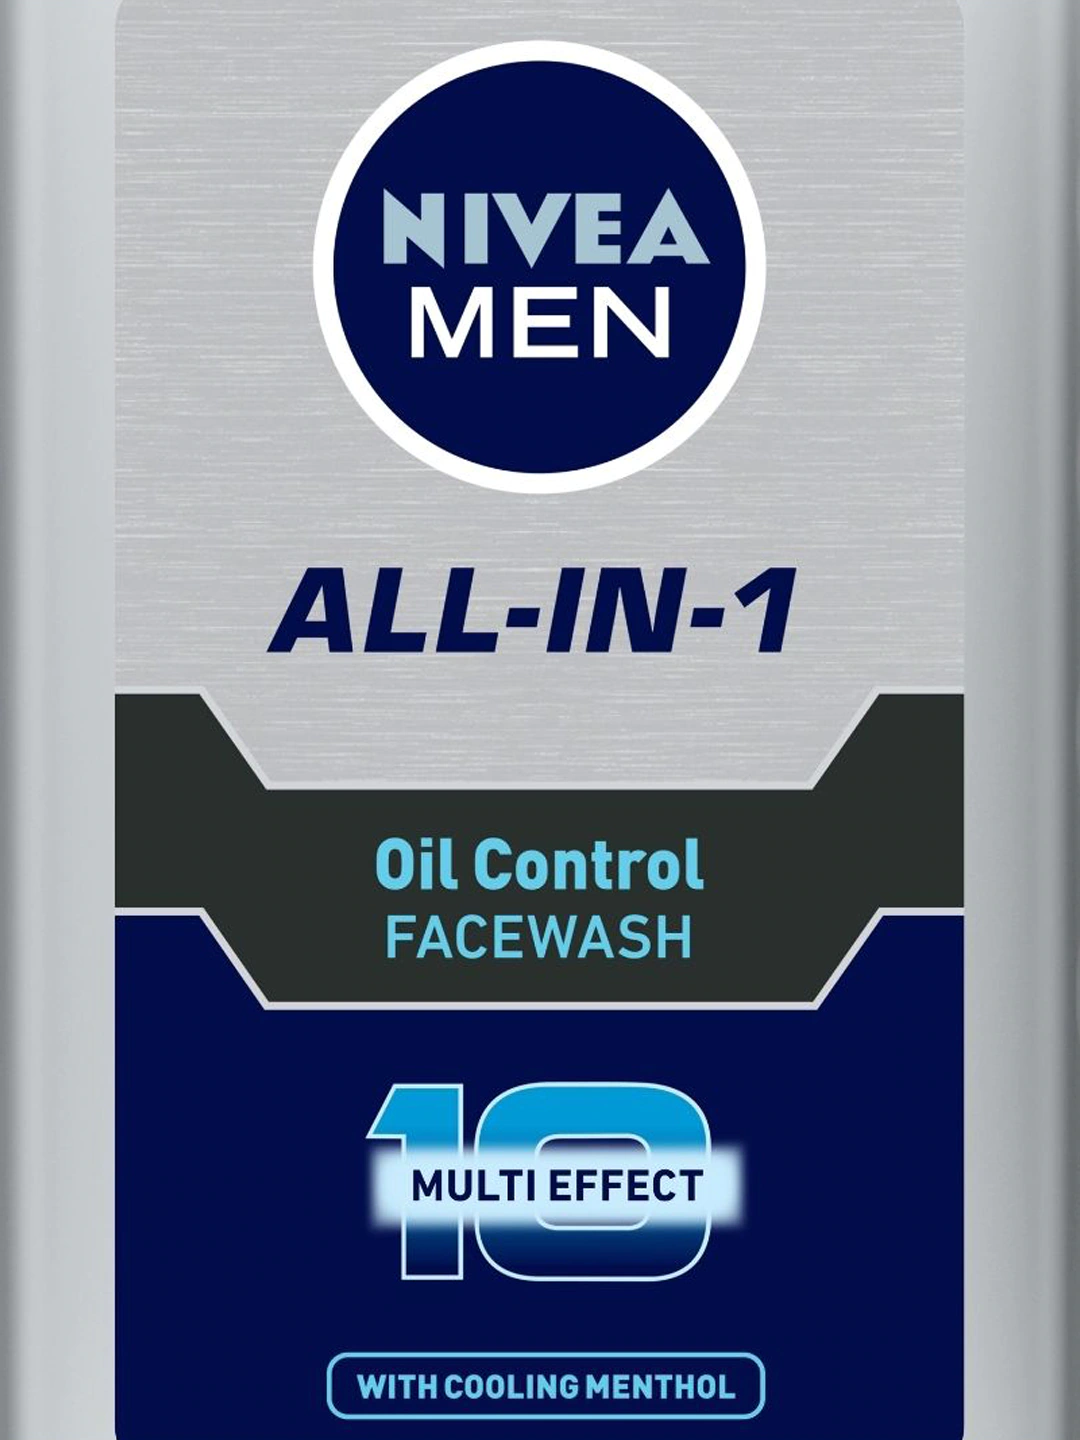 NIVEA
MEN
ALL-IN-1
Oil Control
FACEWASH
10
MULTI EFFECT
WITH COOLING MENTHOL